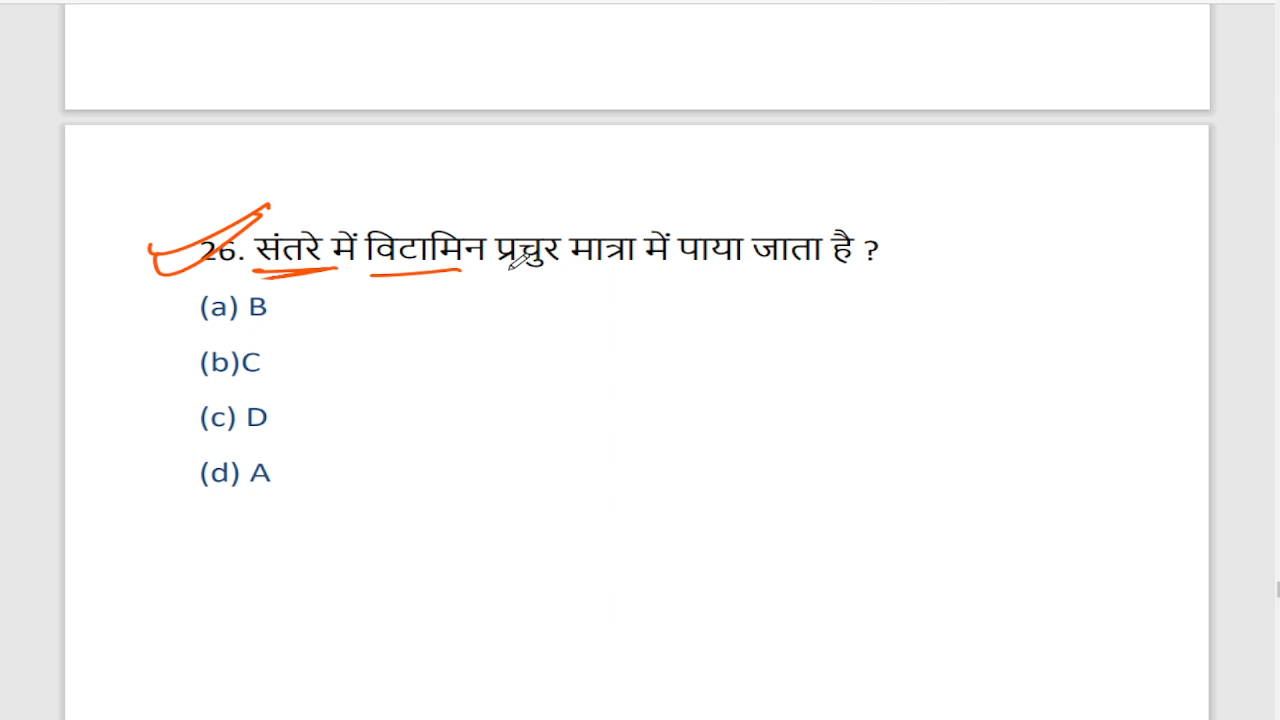 26. संतरे में विटामिन प्रचुर मात्रा में पाया जाता है ?
(a) B
(b)C
(c) D
(d) A